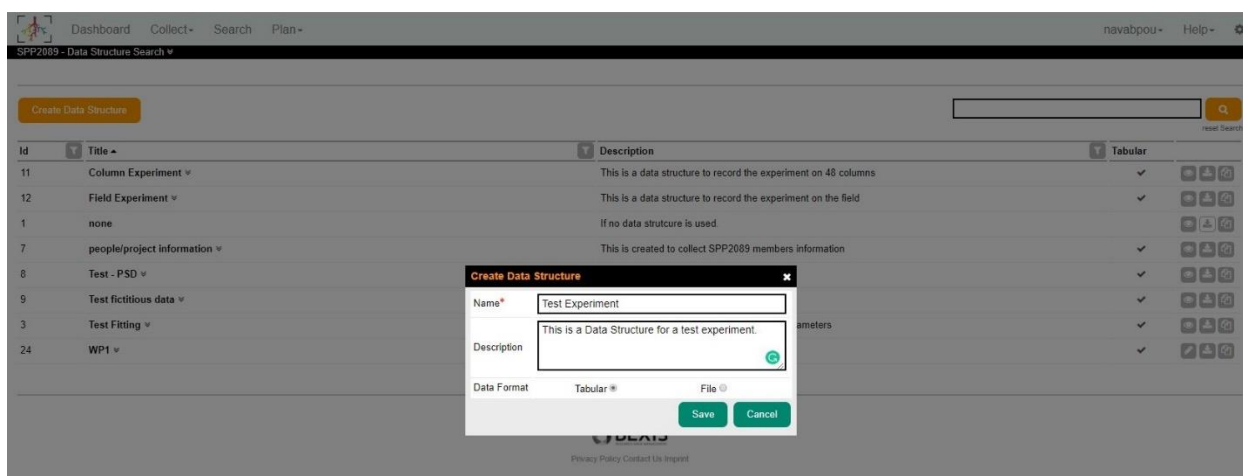 Dashboard Collect Search Plan navabpou Help
SPP2089 - Data Structure Search
Create Data Structure
reset Search
Id Title Description Tabular
11 Column Experiment This is a data structure to record the experiment on 48 columns
12 Field Experiment This is a data structure to record the experiment on the field
1 none If no data strutcure is used.
7 people/project information This is created to collect SPP2089 members information
8 Test - PSD
9 Test fictitious data
3 Test Fitting ameters
24 WP1
Create Data Structure
Name* Test Experiment
Description This is a Data Structure for a test experiment.
Data Format Tabular File
Save Cancel
BEXIS
Privacy Policy Contact Us Imprint